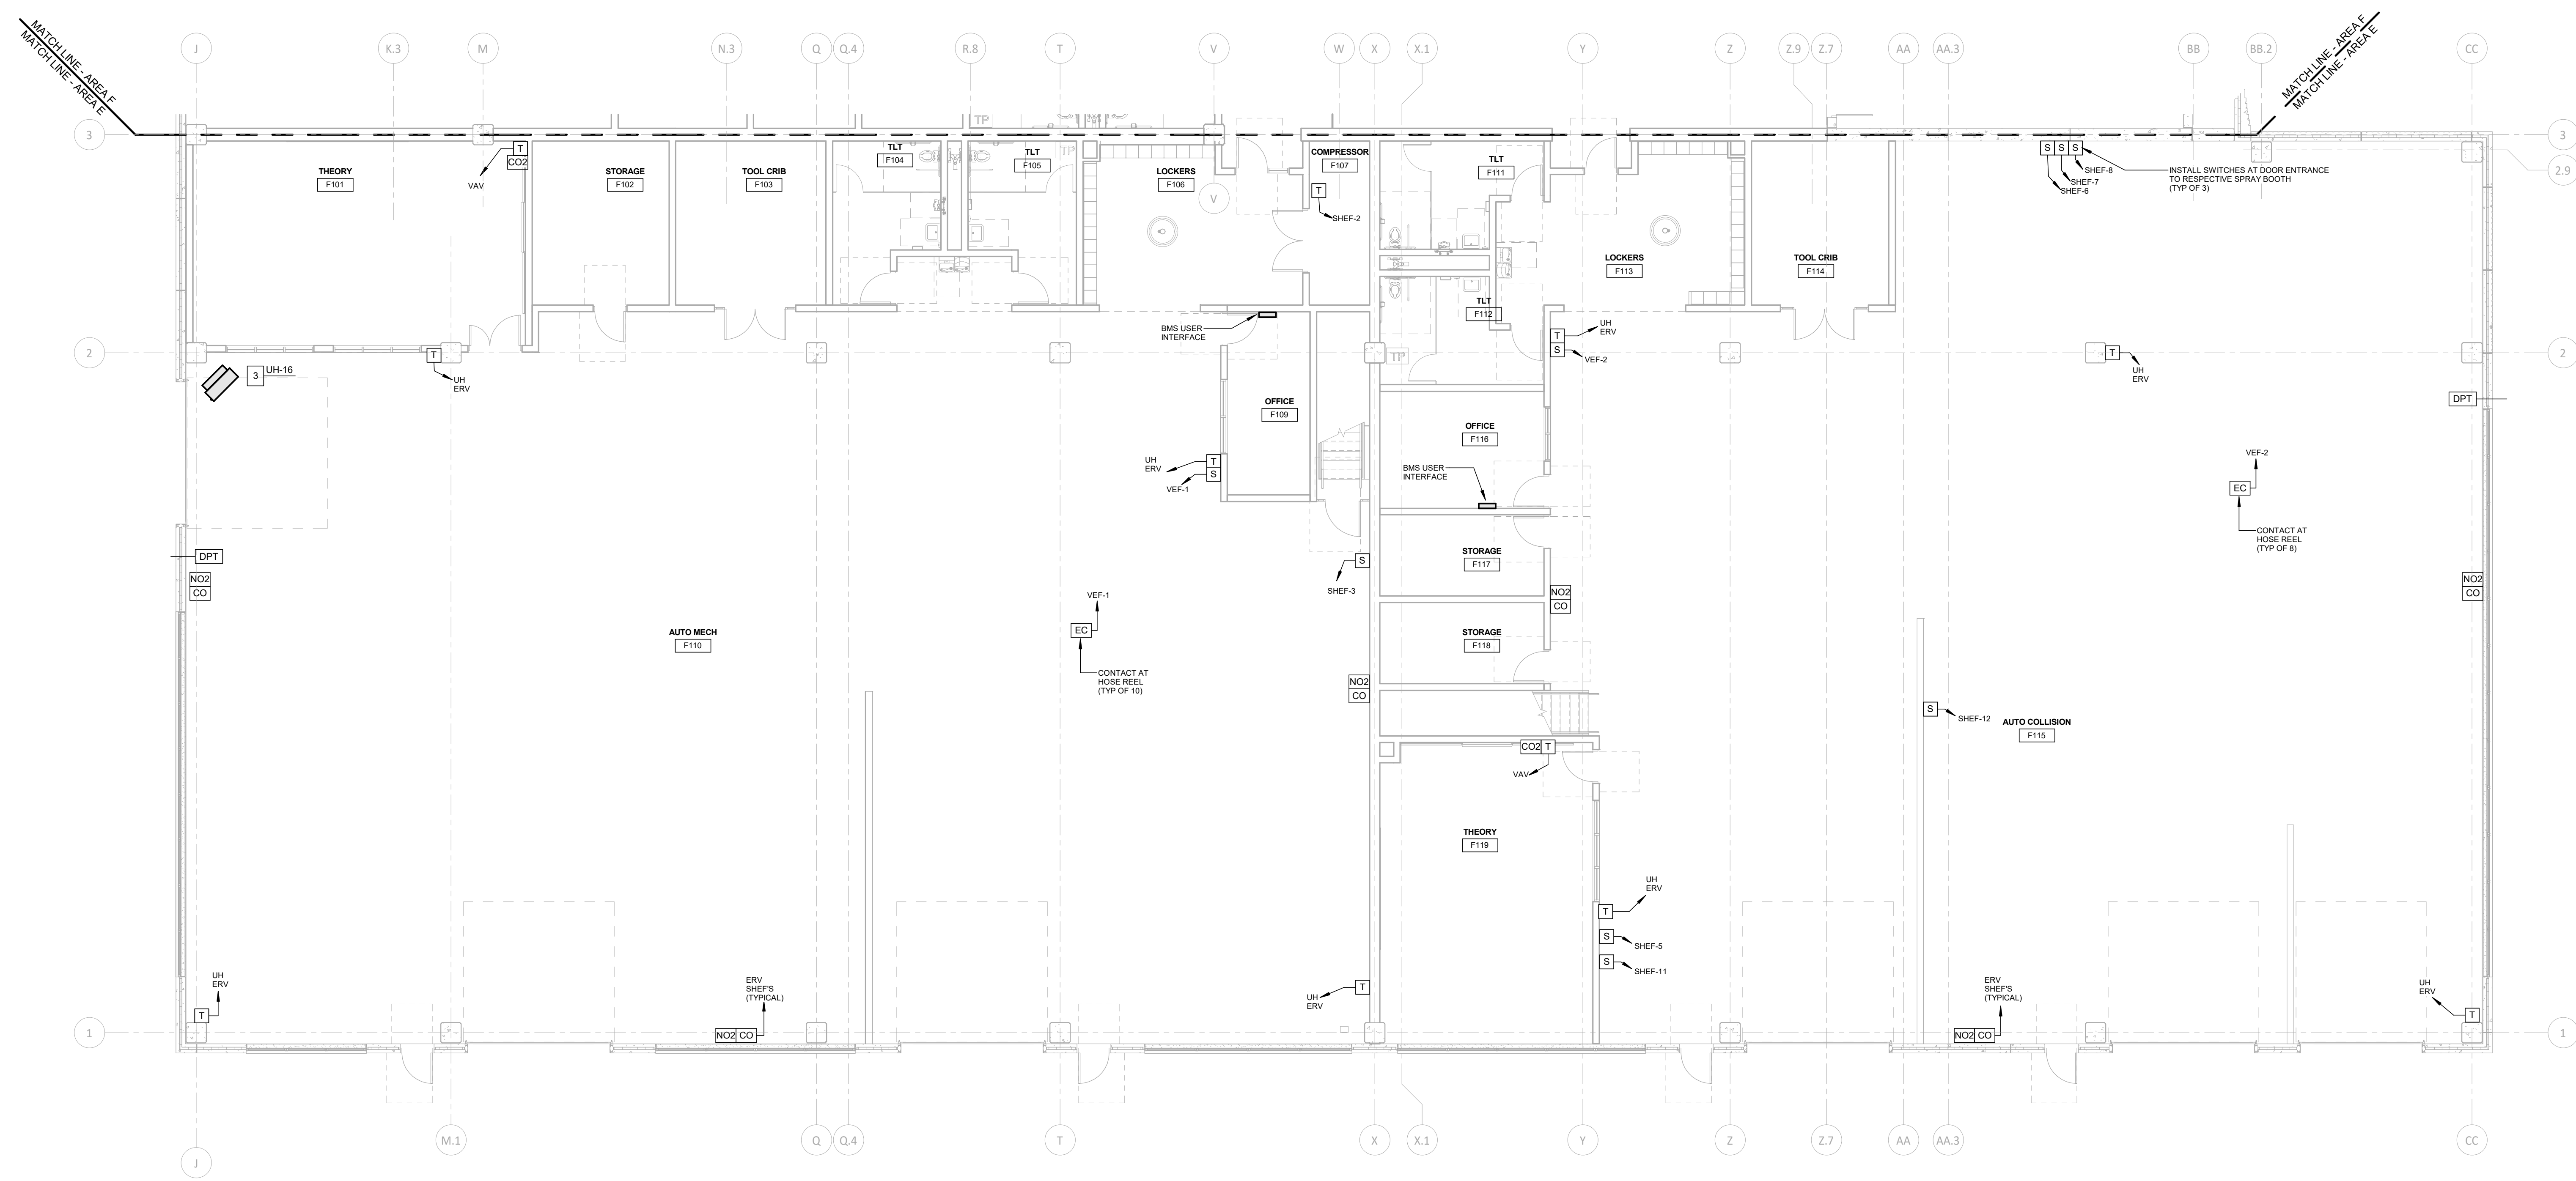 MATCH LINE - AREA F
MATCH LINE - AREA E
MATCH LINE - AREA F
MATCH LINE - AREA E
J
K.3
M
N.3
Q
Q.4
R.8
T
V
W
X
X.1
Y
Z
Z.9
Z.7
AA
AA.3
BB
BB.2
CC
3
3
2.9
THEORY
F101
T
CO2
VAV
STORAGE
F102
TOOL CRIB
F103
TLT
F104
TLT
F105
TP
TP
LOCKERS
F106
V
COMPRESSOR
F107
T
SHEF-2
TLT
F111
TLT
F112
TP
LOCKERS
F113
TOOL CRIB
F114
S
S
S
SHEF-8
SHEF-7
SHEF-6
INSTALL SWITCHES AT DOOR ENTRANCE
TO RESPECTIVE SPRAY BOOTH
(TYP OF 3)
BMS USER
INTERFACE
T
UH
ERV
S
VEF-2
2
2
T
UH
ERV
T
UH
ERV
3
UH-16
OFFICE
F109
OFFICE
F116
DPT
UH
ERV
T
S
VEF-1
BMS USER
INTERFACE
VEF-2
EC
CONTACT AT
HOSE REEL
(TYP OF 8)
DPT
NO2
CO
S
SHEF-3
STORAGE
F117
NO2
CO
NO2
CO
VEF-1
EC
CONTACT AT
HOSE REEL
(TYP OF 10)
AUTO MECH
F110
STORAGE
F118
NO2
CO
S
SHEF-12
AUTO COLLISION
F115
CO2
T
VAV
THEORY
F119
UH
ERV
T
S
SHEF-5
S
SHEF-11
UH
ERV
T
ERV
SHEF'S
(TYPICAL)
NO2
CO
T
UH
ERV
ERV
SHEF'S
(TYPICAL)
NO2
CO
UH
ERV
T
1
1
J
M.1
Q
Q.4
T
X
X.1
Y
Z
Z.7
AA
AA.3
CC